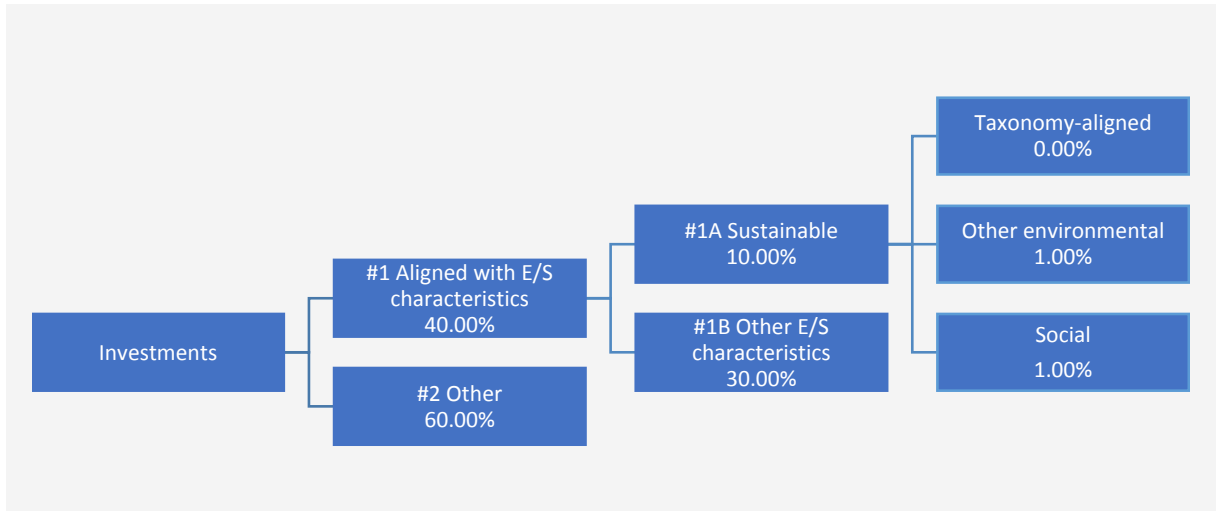 Investments
#1 Aligned with E/S
characteristics
40.00%
#2 Other
60.00%
#1A Sustainable
10.00%
#1B Other E/S
characteristics
30.00%
Taxonomy-aligned
0.00%
Other environmental
1.00%
Social
1.00%